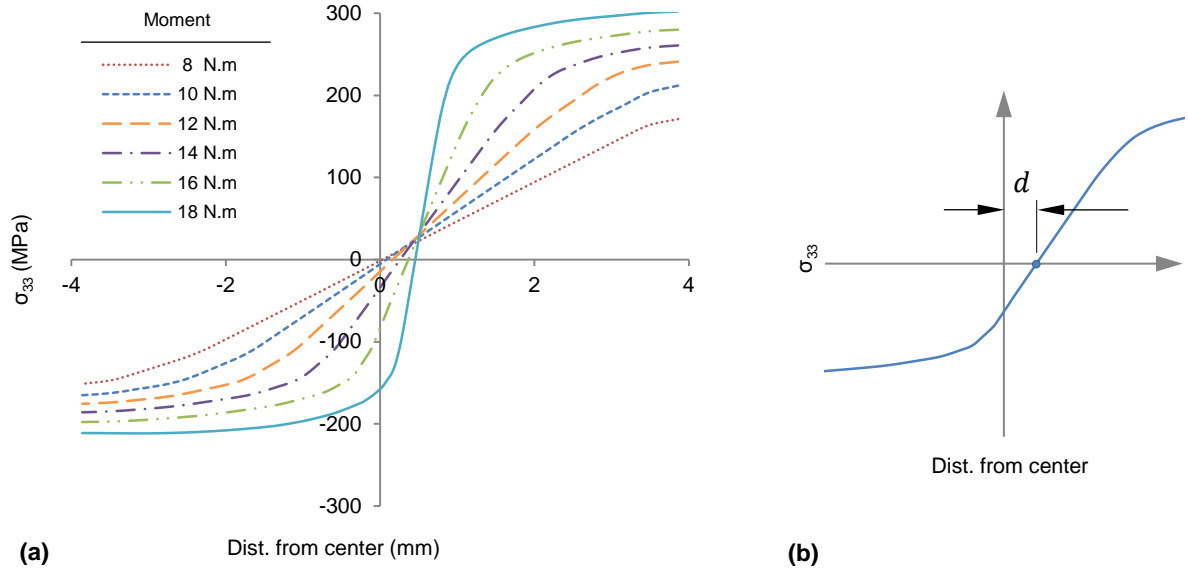 Moment
8 N.m
10 N.m
12 N.m
14 N.m
16 N.m
18 N.m
300
200
100
0
-100
-200
-300
-4
-2
0
2
4
σ33 (MPa)
Dist. from center (mm)
(a)
d
σ33
Dist. from center
(b)